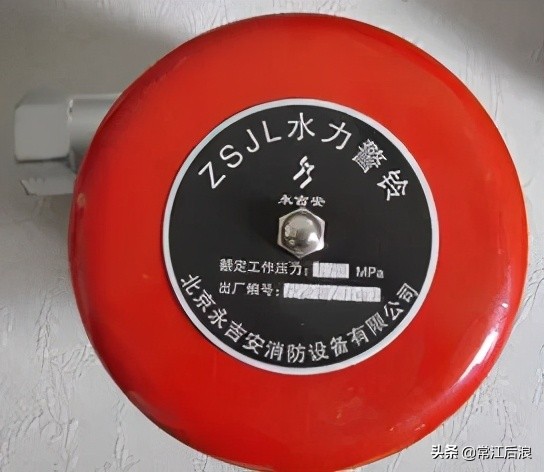 ZSJL水力警铃
永吉安
额定工作压力: MPa
出厂编号:
北京永吉安消防设备有限公司
头条 @常江后浪